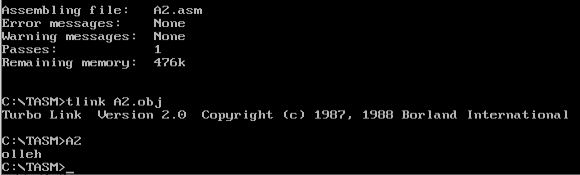 Assembling file:   A2.asm
Error messages:    None
Warning messages:  None
Passes:            1
Remaining memory:  476k
C:\TASM>tlink A2.obj
Turbo Link  Version 2.0  Copyright (c) 1987, 1988 Borland International
C:\TASM>A2
olleh
C:\TASM>_